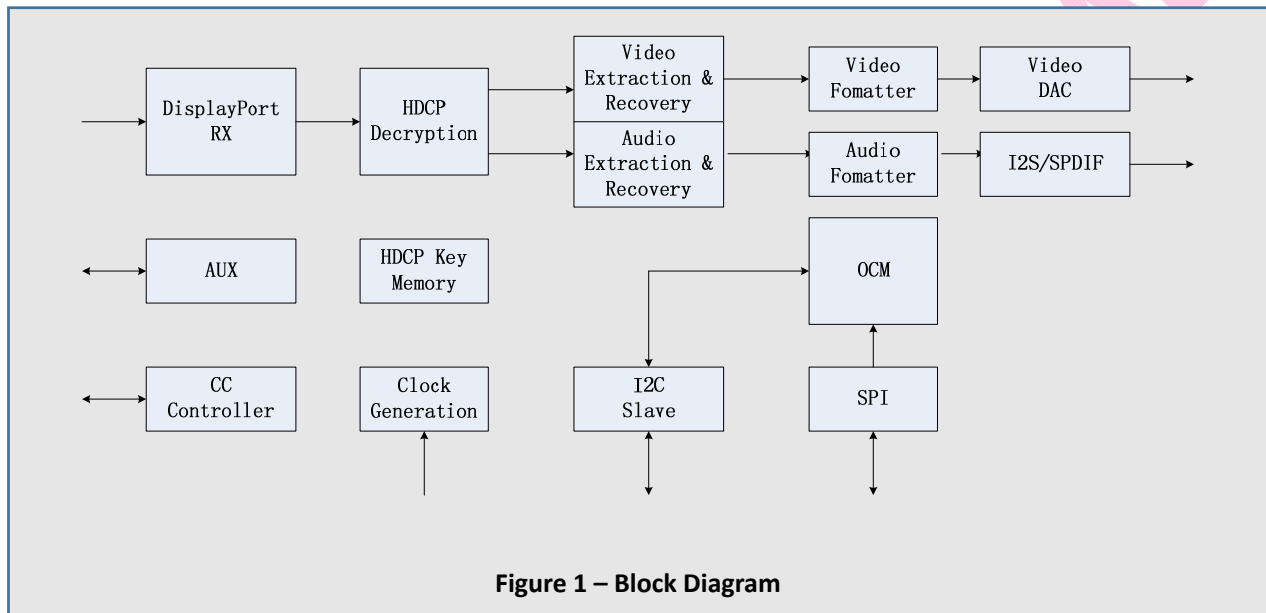 DisplayPort
RX
HDCP
Decryption
Video
Extraction &
Recovery
Audio
Extraction &
Recovery
Video
Fomatter
Video
DAC
Audio
Fomatter
I2S/SPDIF
AUX
HDCP Key
Memory
OCM
CC
Controller
Clock
Generation
I2C
Slave
SPI
Figure 1 – Block Diagram